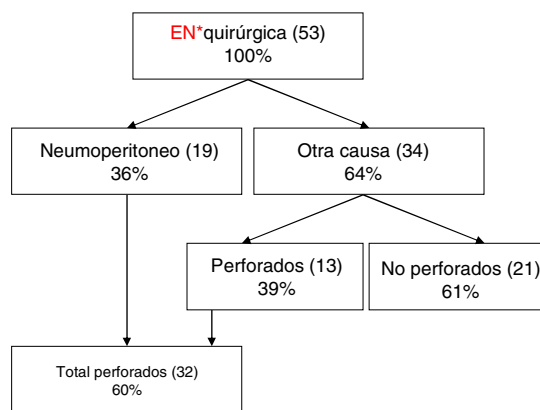 EN*quirúrgica (53)
100%
Neumoperitoneo (19)
36%
Otra causa (34)
64%
Perforados (13)
39%
No perforados (21)
61%
Total perforados (32)
60%